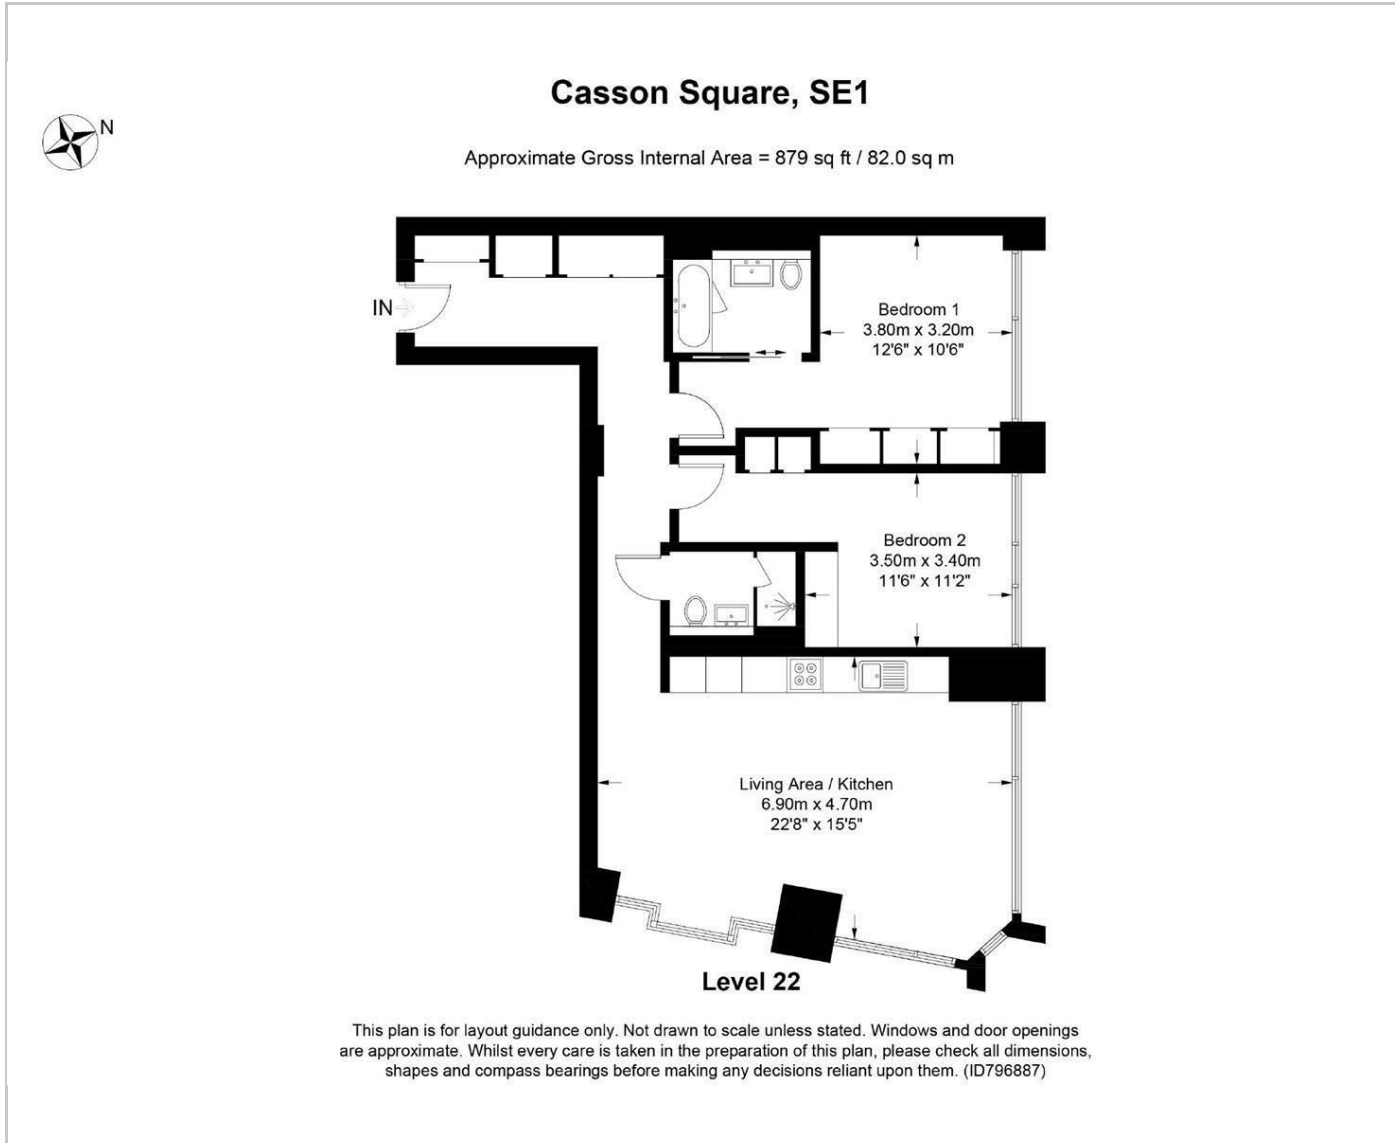 Casson Square, SE1
N
Approximate Gross Internal Area = 879 sq ft / 82.0 sq m
IN
Bedroom 1
3.80m x 3.20m
12'6" x 10'6"
Bedroom 2
3.50m x 3.40m
11'6" x 11'2"
Living Area / Kitchen
6.90m x 4.70m
22'8" x 15'5"
Level 22
This plan is for layout guidance only. Not drawn to scale unless stated. Windows and door openings
are approximate. Whilst every care is taken in the preparation of this plan, please check all dimensions,
shapes and compass bearings before making any decisions reliant upon them. (ID796887)